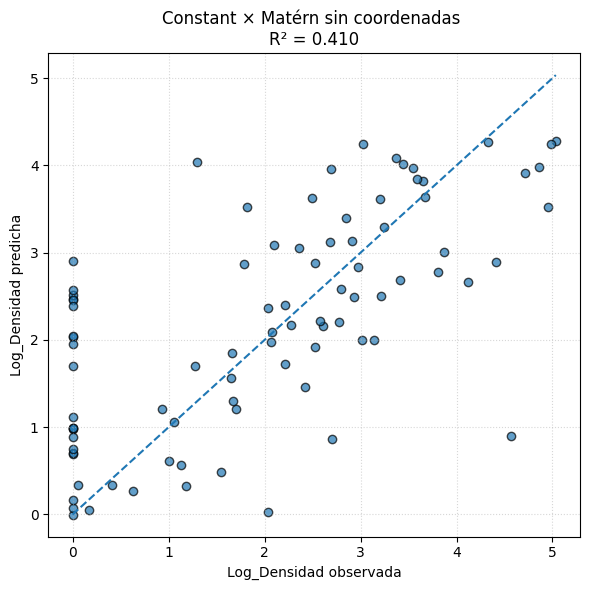 Constant × Matérn sin coordenadas
R² = 0.410
Log_Densidad predicha
5
4
3
2
1
0
0 1 2 3 4 5
Log_Densidad observada